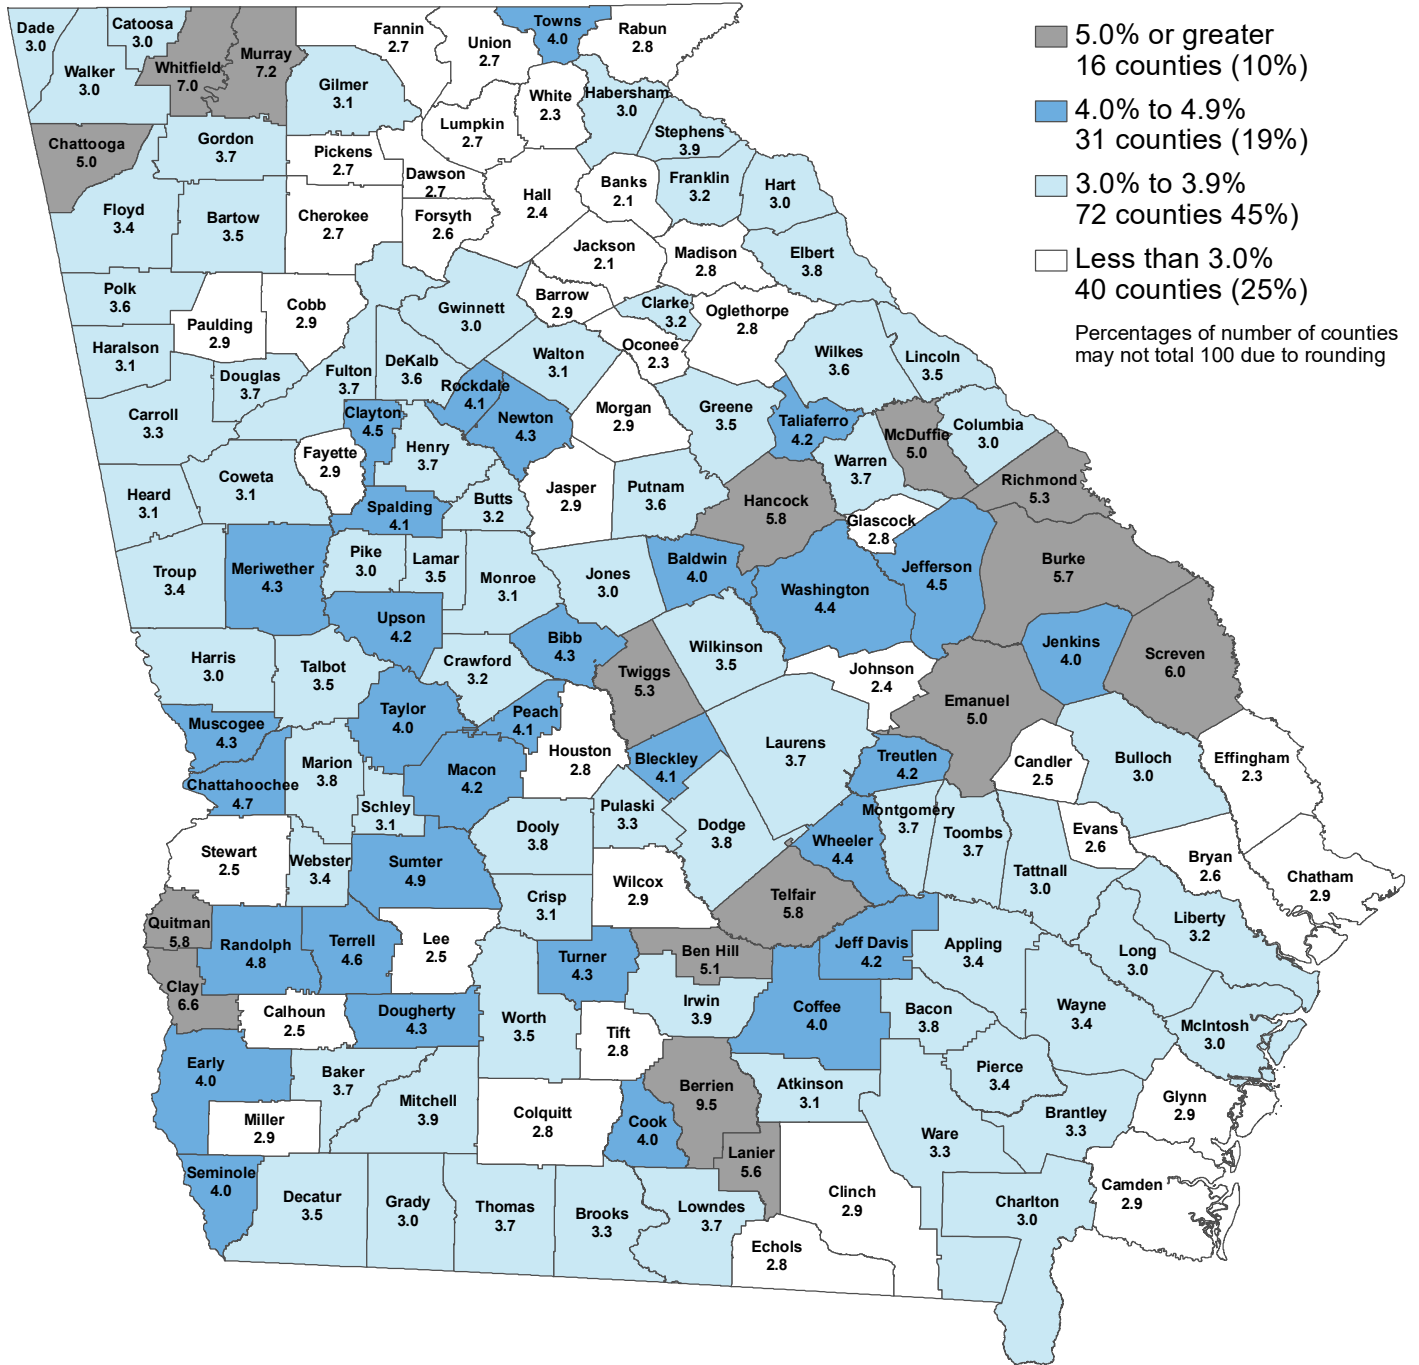 Dade
3.0
Catoosa
3.0
Walker
3.0
Whitfield
7.0
Murray
7.2
Fannin
2.7
Union
2.7
Towns
4.0
Rabun
2.8
Gilmer
3.1
White
2.3
Habersham
3.0
Lumpkin
2.7
Stephens
3.9
Chattooga
5.0
Gordon
3.7
Pickens
2.7
Dawson
2.7
Hall
2.4
Banks
2.1
Franklin
3.2
Hart
3.0
Floyd
3.4
Bartow
3.5
Cherokee
2.7
Forsyth
2.6
Jackson
2.1
Madison
2.8
Elbert
3.8
Polk
3.6
Paulding
2.9
Cobb
2.9
Gwinnett
3.0
Barrow
2.9
Clarke
3.2
Oglethorpe
2.8
Oconee
2.3
Haralson
3.1
Douglas
3.7
Fulton
3.7
DeKalb
3.6
Rockdale
4.1
Walton
3.1
Wilkes
3.6
Lincoln
3.5
Carroll
3.3
Clayton
4.5
Newton
4.3
Morgan
2.9
Greene
3.5
Taliaferro
4.2
McDuffie
5.0
Columbia
3.0
Fayette
2.9
Henry
3.7
Warren
3.7
Richmond
5.3
Heard
3.1
Coweta
3.1
Spalding
4.1
Butts
3.2
Jasper
2.9
Putnam
3.6
Hancock
5.8
Glascock
2.8
Troup
3.4
Meriwether
4.3
Pike
3.0
Lamar
3.5
Monroe
3.1
Jones
3.0
Baldwin
4.0
Washington
4.4
Jefferson
4.5
Burke
5.7
Upson
4.2
Bibb
4.3
Wilkinson
3.5
Jenkins
4.0
Screven
6.0
Harris
3.0
Talbot
3.5
Crawford
3.2
Twiggs
5.3
Johnson
2.4
Emanuel
5.0
Muscogee
4.3
Taylor
4.0
Peach
4.1
Houston
2.8
Bleckley
4.1
Laurens
3.7
Treutlen
4.2
Candler
2.5
Bulloch
3.0
Effingham
2.3
Chattahoochee
4.7
Marion
3.8
Macon
4.2
Schley
3.1
Dooly
3.8
Pulaski
3.3
Dodge
3.8
Wheeler
4.4
Montgomery
3.7
Toombs
3.7
Evans
2.6
Tattnall
3.0
Bryan
2.6
Chatham
2.9
Stewart
2.5
Webster
3.4
Sumter
4.9
Crisp
3.1
Wilcox
2.9
Telfair
5.8
Liberty
3.2
Long
3.0
Quitman
5.8
Randolph
4.8
Terrell
4.6
Lee
2.5
Turner
4.3
Ben Hill
5.1
Jeff Davis
4.2
Appling
3.4
Clay
6.6
Calhoun
2.5
Dougherty
4.3
Worth
3.5
Tift
2.8
Irwin
3.9
Coffee
4.0
Bacon
3.8
Wayne
3.4
McIntosh
3.0
Early
4.0
Baker
3.7
Mitchell
3.9
Miller
2.9
Colquitt
2.8
Cook
4.0
Berrien
9.5
Atkinson
3.1
Pierce
3.4
Brantley
3.3
Glynn
2.9
Seminole
4.0
Decatur
3.5
Grady
3.0
Thomas
3.7
Brooks
3.3
Lanier
5.6
Lowndes
3.7
Clinch
2.9
Echols
2.8
Ware
3.3
Charlton
3.0
Camden
2.9
5.0% or greater
16 counties (10%)
4.0% to 4.9%
31 counties (19%)
3.0% to 3.9%
72 counties 45%)
Less than 3.0%
40 counties (25%)
Percentages of number of counties
may not total 100 due to rounding